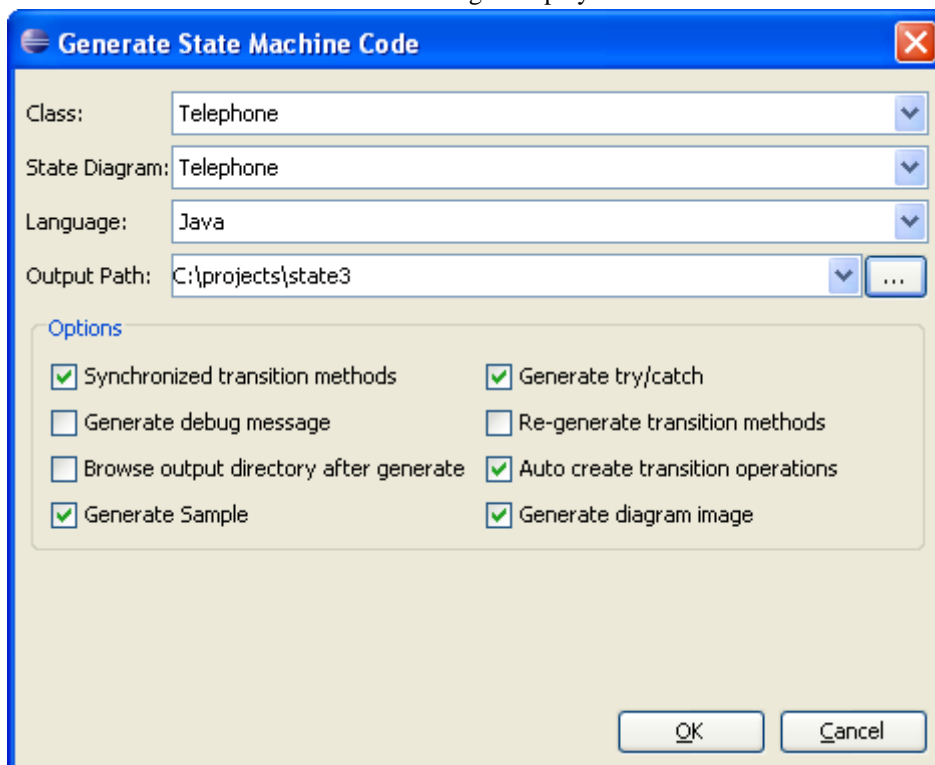 Generate State Machine Code
Class: Telephone
State Diagram: Telephone
Language: Java
Output Path: C:\projects\state3 ...
Options
Synchronized transition methods Generate try/catch
Generate debug message Re-generate transition methods
Browse output directory after generate Auto create transition operations
Generate Sample Generate diagram image
OK Cancel